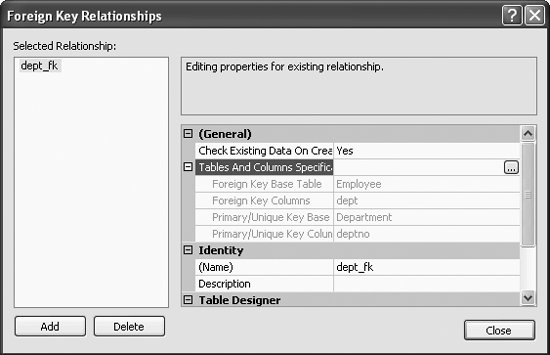 Foreign Key Relationships
Selected Relationship:
dept_fk
Editing properties for existing relationship.
(General)
Check Existing Data On Crea Yes
Tables And Columns Specific ...
Foreign Key Base Table Employee
Foreign Key Columns dept
Primary/Unique Key Base Department
Primary/Unique Key Colum deptno
Identity
(Name) dept_fk
Description
Table Designer
Add Delete
Close